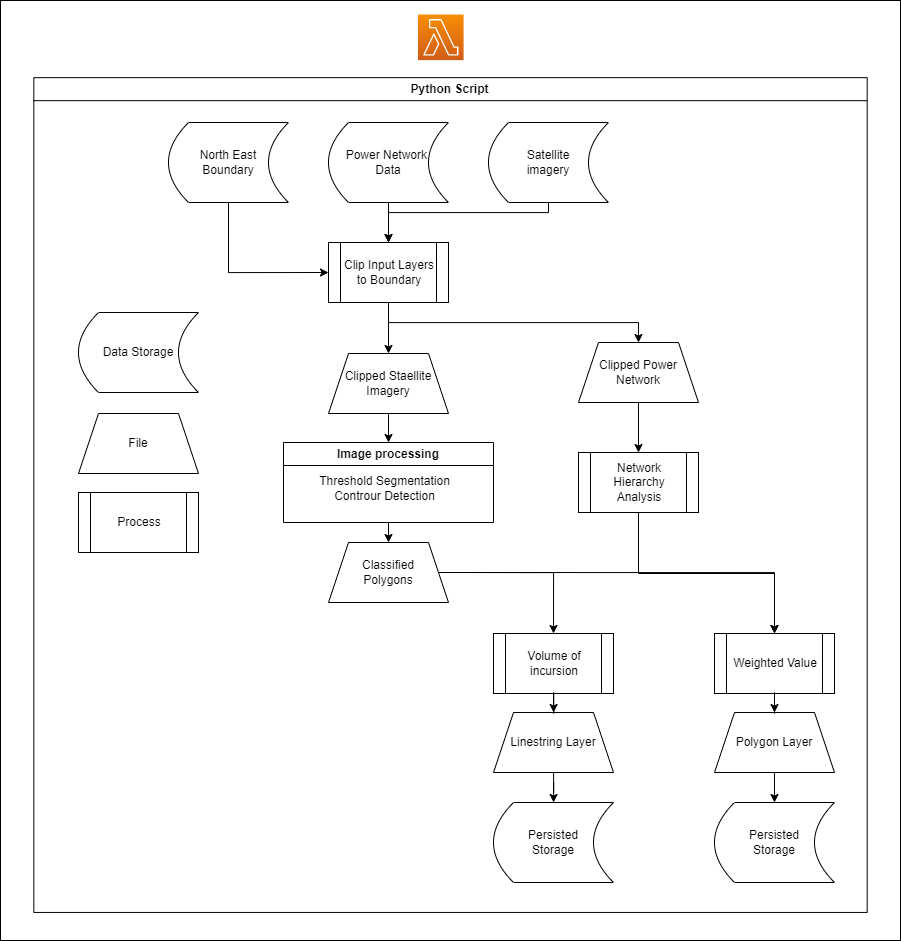 Python Script
North East
Boundary
Power Network
Data
Satellite
imagery
Clip Input Layers
to Boundary
Data Storage
File
Process
Clipped Staellite
Imagery
Clipped Power
Network
Image processing
Threshold Segmentation
Controur Detection
Network
Hierarchy
Analysis
Classified
Polygons
Volume of
incursion
Weighted Value
Linestring Layer
Polygon Layer
Persisted
Storage
Persisted
Storage